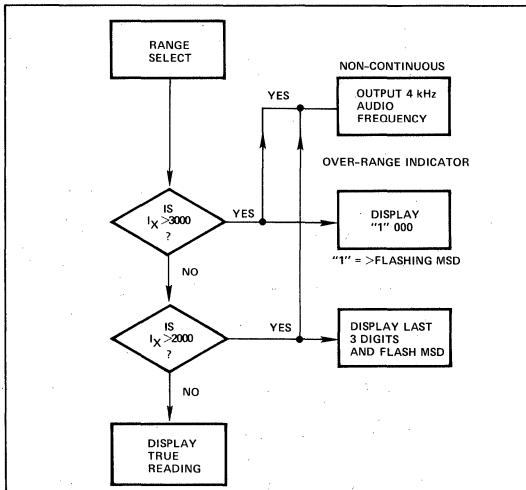 RANGE
SELECT
NON-CONTINUOUS
YES
OUTPUT 4 kHz
AUDIO
FREQUENCY
OVER-RANGE INDICATOR
IS
IX >3000
?
YES
DISPLAY
"1" 000
"1" = >FLASHING MSD
NO
IS
IX >2000
?
YES
DISPLAY LAST
3 DIGITS
AND FLASH MSD
NO
DISPLAY
TRUE
READING